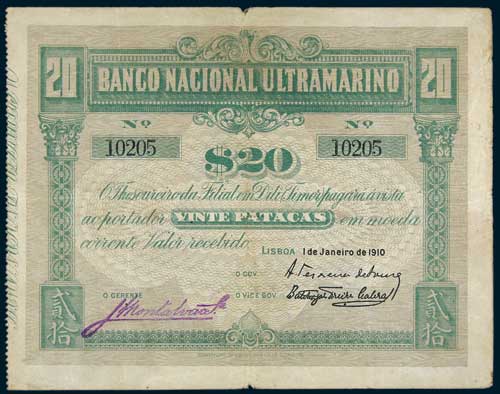 20 BANCO NACIONAL ULTRAMARINO 20
Nº Nº
10205 10205
$20
O Thesoureiro da Filial em Dili Timor pagará á vista
ao portador VINTE PATACAS em moeda
corrente Valor recebido.
LISBOA 1 Janeiro de 1910
O GOV.
O GERENTE O VICE GOV.
貳拾 貳拾